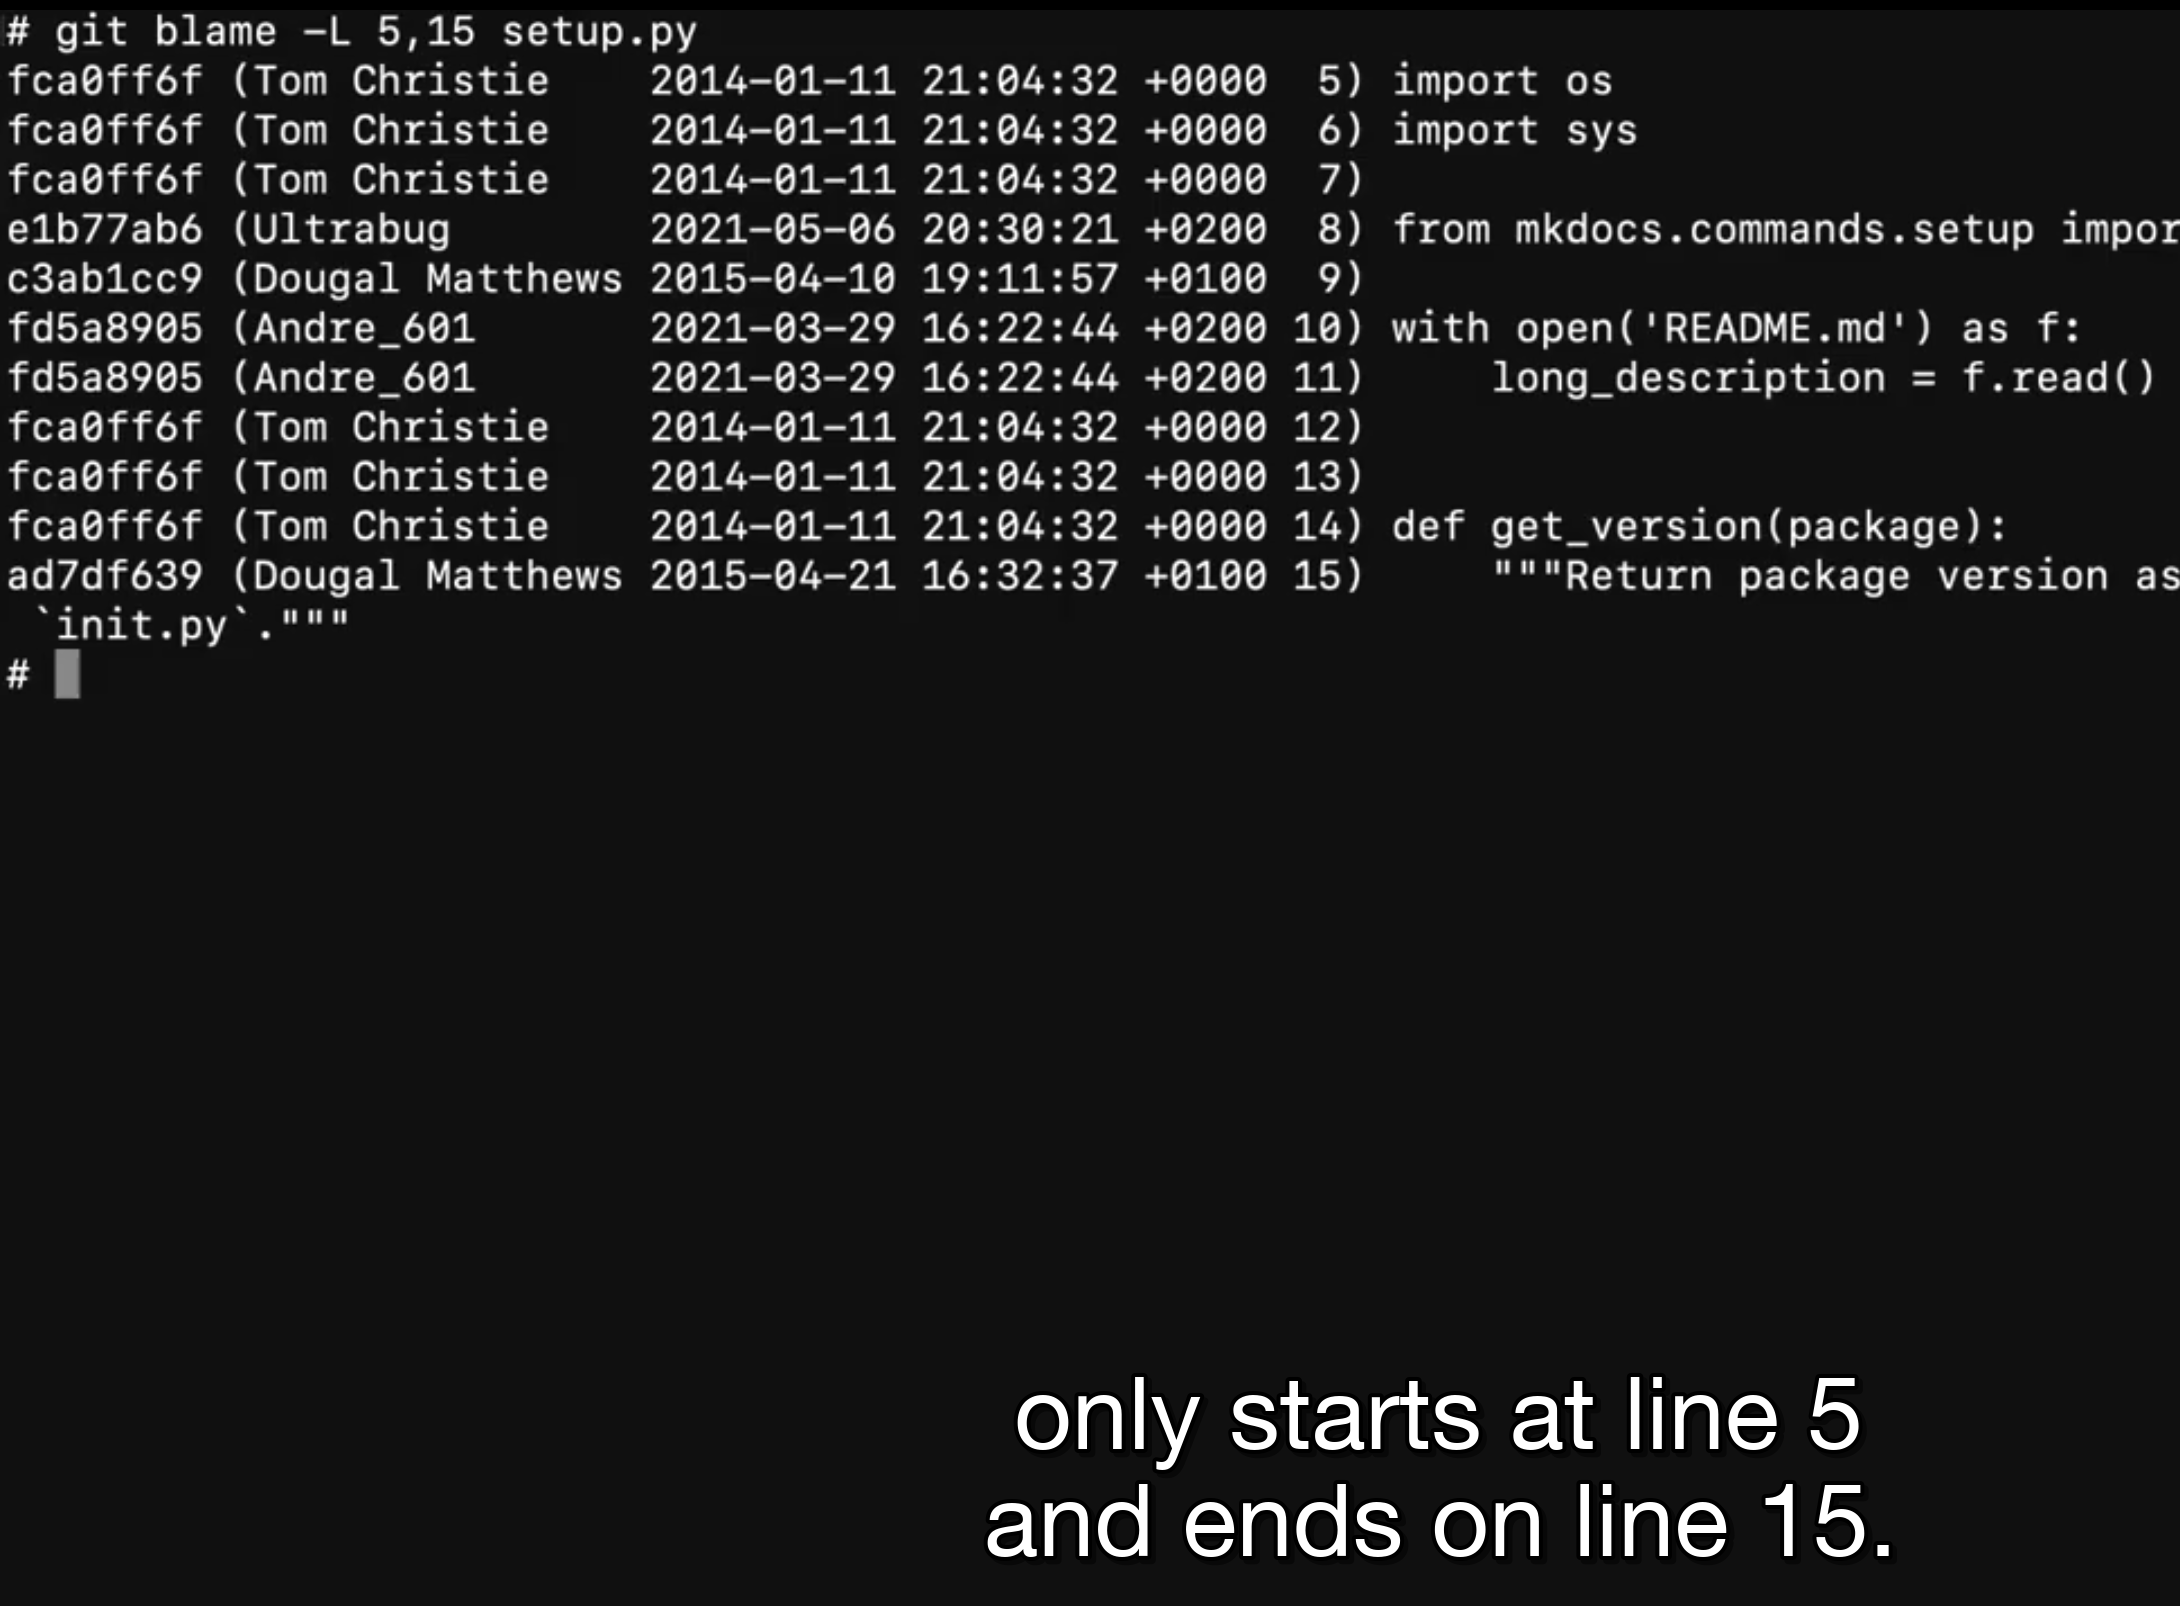 # git blame -L 5,15 setup.py
fca0ff6f (Tom Christie    2014-01-11 21:04:32 +0000  5) import os
fca0ff6f (Tom Christie    2014-01-11 21:04:32 +0000  6) import sys
fca0ff6f (Tom Christie    2014-01-11 21:04:32 +0000  7)
e1b77ab6 (Ultrabug        2021-05-06 20:30:21 +0200  8) from mkdocs.commands.setup impor
c3ab1cc9 (Dougal Matthews 2015-04-10 19:11:57 +0100  9)
fd5a8905 (Andre_601       2021-03-29 16:22:44 +0200 10) with open('README.md') as f:
fd5a8905 (Andre_601       2021-03-29 16:22:44 +0200 11)     long_description = f.read()
fca0ff6f (Tom Christie    2014-01-11 21:04:32 +0000 12)
fca0ff6f (Tom Christie    2014-01-11 21:04:32 +0000 13)
fca0ff6f (Tom Christie    2014-01-11 21:04:32 +0000 14) def get_version(package):
ad7df639 (Dougal Matthews 2015-04-21 16:32:37 +0100 15)     """Return package version as
 `init.py`."""
#
only starts at line 5
and ends on line 15.